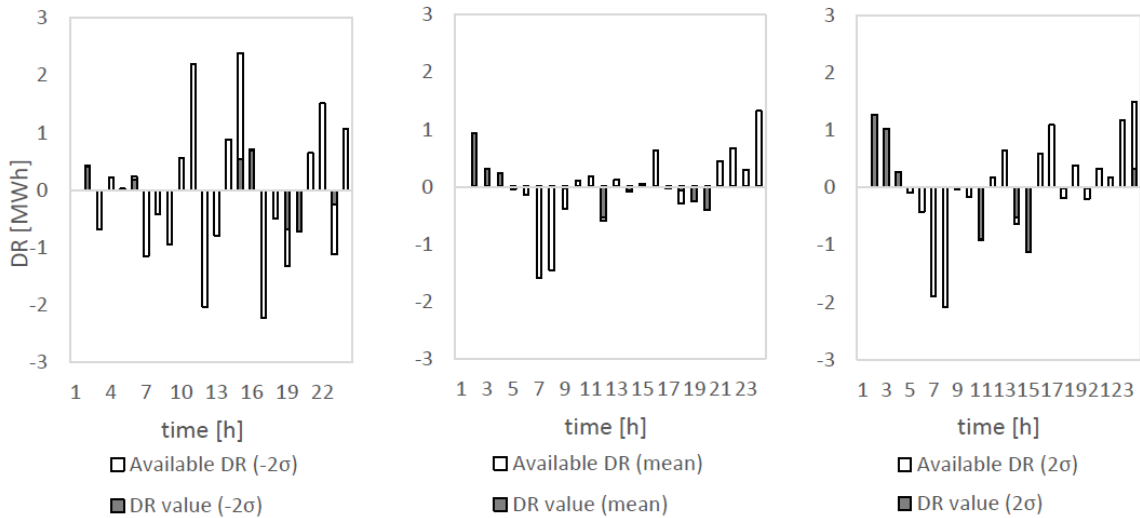 DR [MWh]
3
2
1
0
-1
-2
-3
1 4 7 10 13 16 19 22
time [h]
Available DR (-2σ)
DR value (-2σ)
3
2
1
0
-1
-2
-3
1 3 5 7 9 11 13 15 17 19 21 23
time [h]
Available DR (mean)
DR value (mean)
3
2
1
0
-1
-2
-3
1 3 5 7 9 11 13 15 17 19 21 23
time [h]
Available DR (2σ)
DR value (2σ)